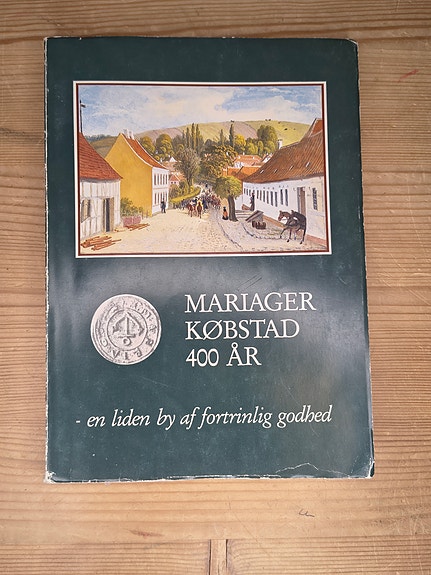 MARIAGER
KØBSTAD
400 ÅR
- en liden by af fortrinlig godhed